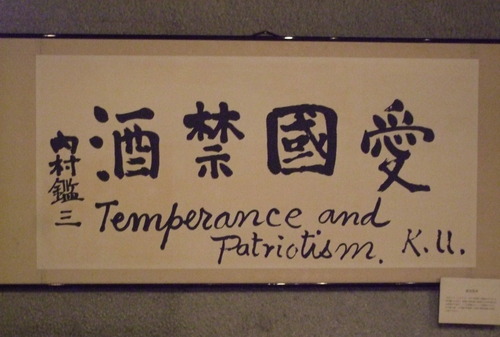 愛國禁酒
内村鑑三
Temperance and
Patriotism. K.U.